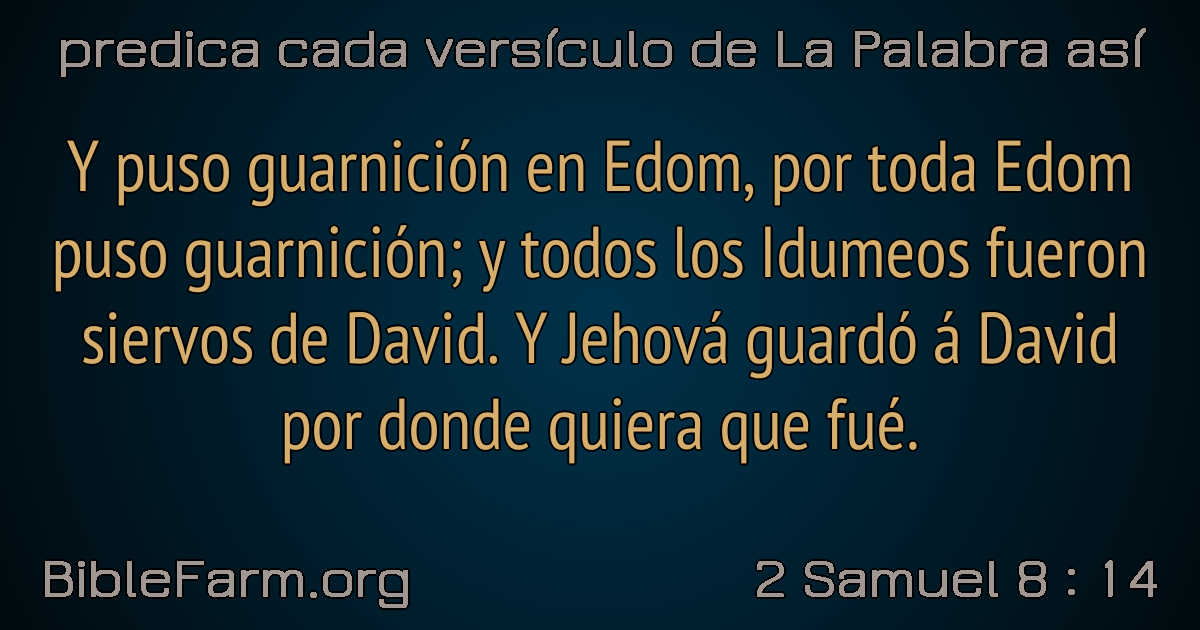 predica cada versículo de La Palabra así
Y puso guarnición en Edom, por toda Edom
puso guarnición; y todos los Idumeos fueron
siervos de David. Y Jehová guardó á David
por donde quiera que fué.
BibleFarm.org
2 Samuel 8 : 14